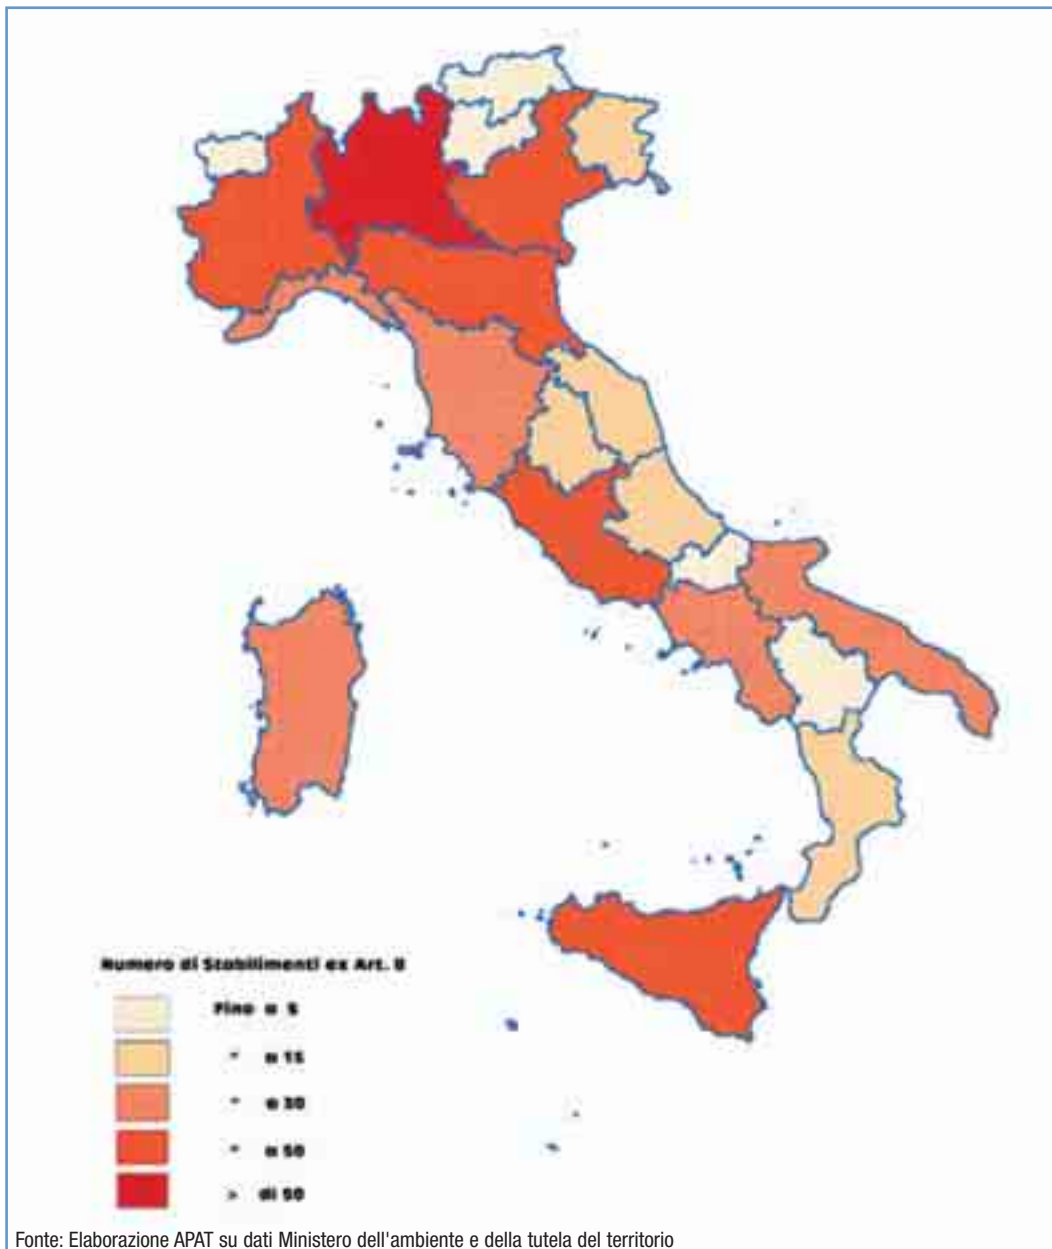 Numero di Stabilimenti ex Art. 8
Fino a 5
" a 15
" a 30
" a 50
> di 50
Fonte: Elaborazione APAT su dati Ministero dell'ambiente e della tutela del territorio